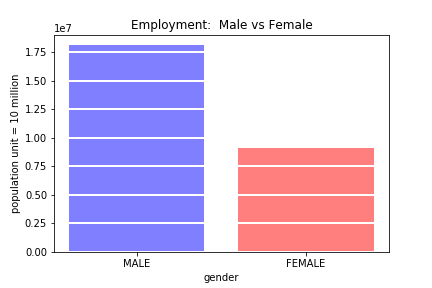 Employment:  Male vs Female
1e7
population unit = 10 million
1.75
1.50
1.25
1.00
0.75
0.50
0.25
0.00
MALE
FEMALE
gender